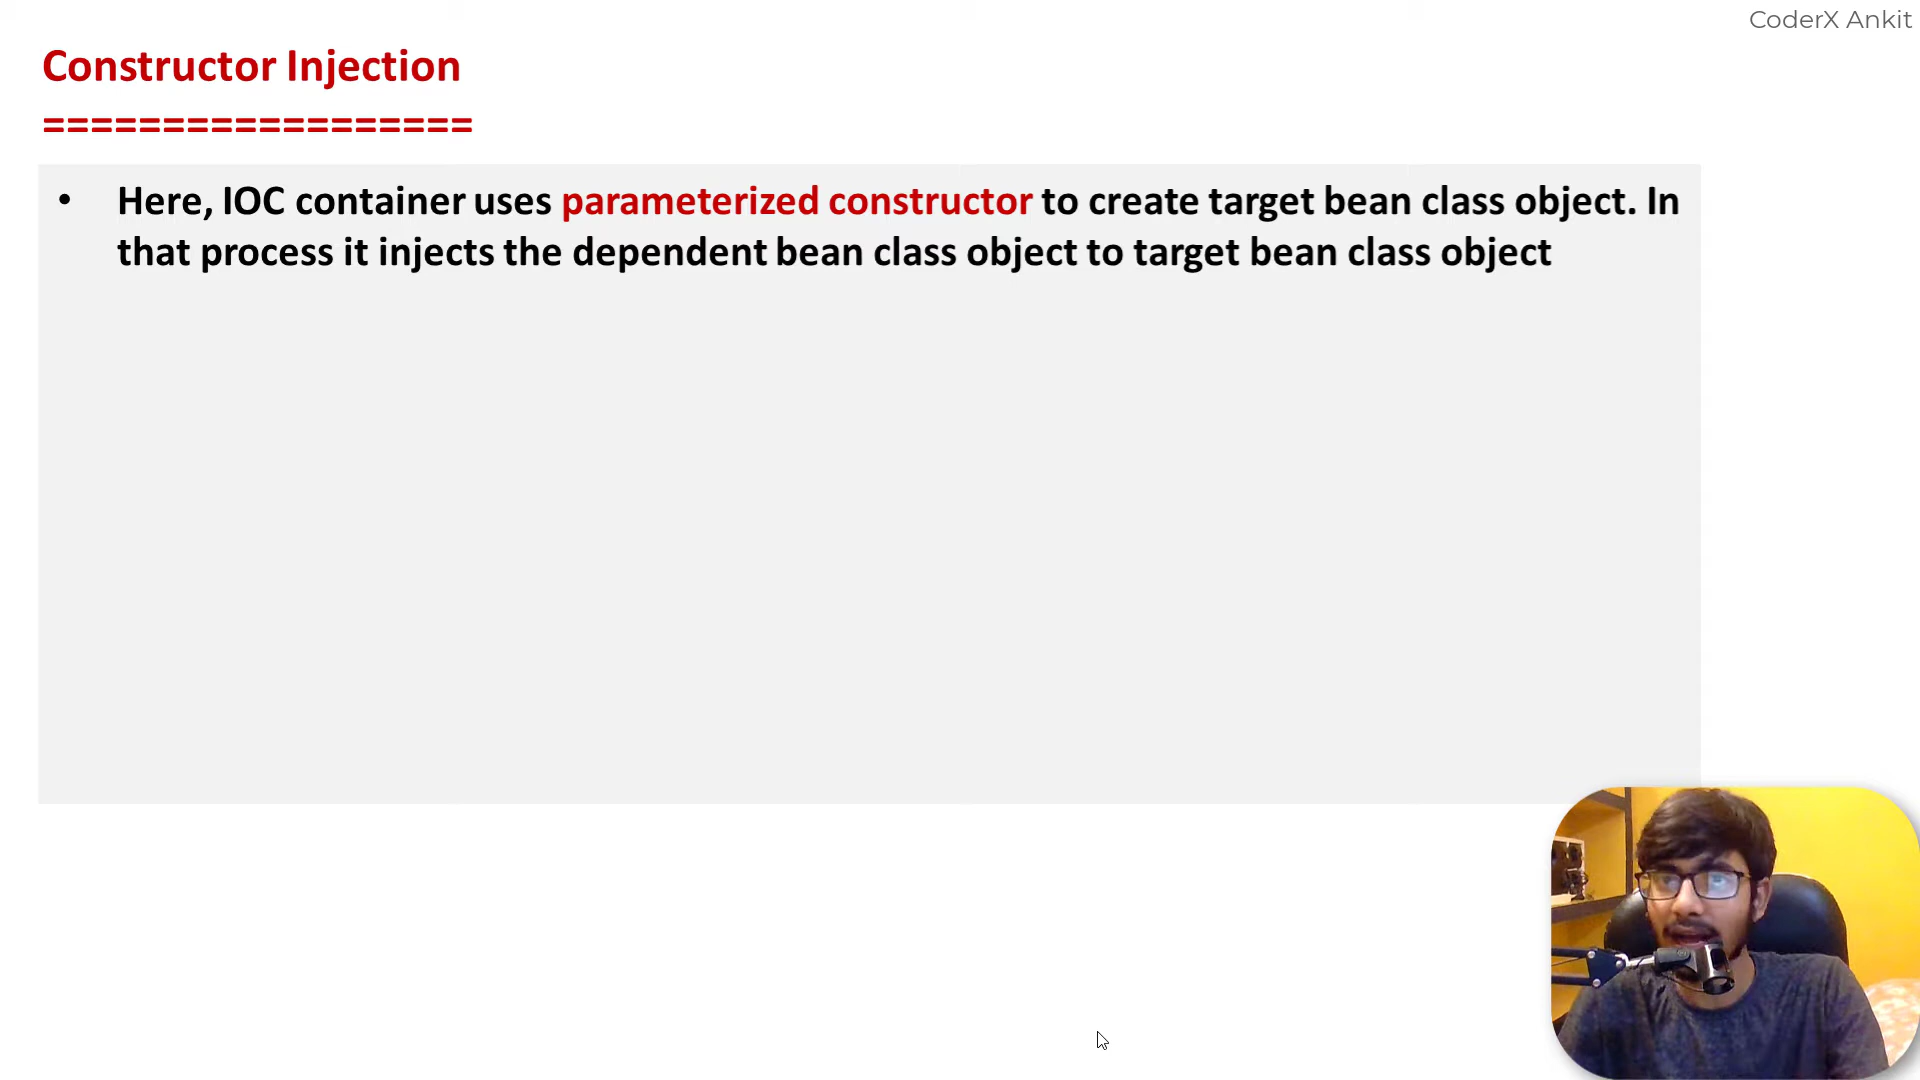 CoderX Ankit
Constructor Injection
==================
• Here, IOC container uses parameterized constructor to create target bean class object. In
that process it injects the dependent bean class object to target bean class object